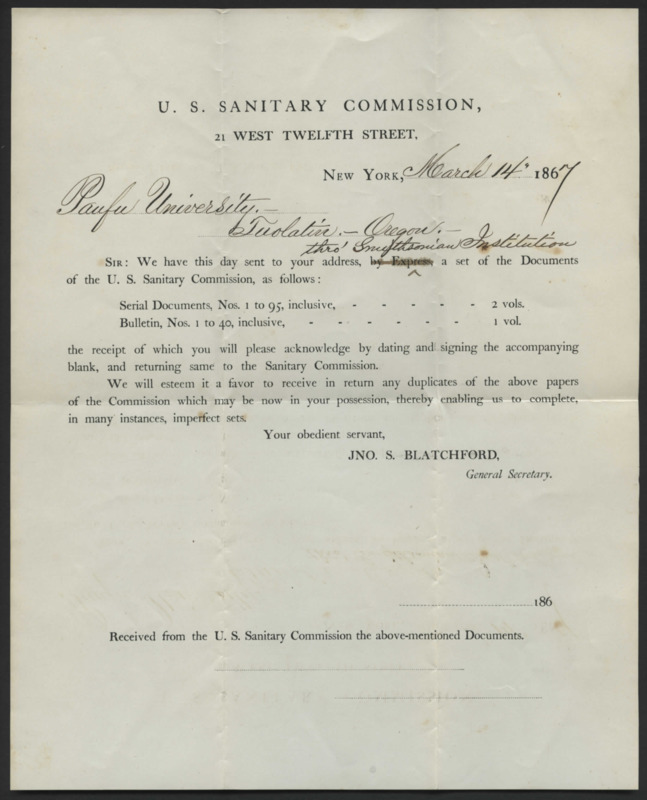 U. S. SANITARY COMMISSION,
21 WEST TWELFTH STREET,
NEW YORK, March 14th 1867
Paufu University.—
Tuolatin.— Oregon.—
thro' Smythsonian Institution
SIR: We have this day sent to your address, by Express, a set of the Documents
of the U. S. Sanitary Commission, as follows:
Serial Documents, Nos. 1 to 95, inclusive, - - - - - - 2 vols.
Bulletin, Nos. 1 to 40, inclusive, - - - - - - - 1 vol.
the receipt of which you will please acknowledge by dating and signing the accompanying
blank, and returning same to the Sanitary Commission.
We will esteem it a favor to receive in return any duplicates of the above papers
of the Commission which may be now in your possession, thereby enabling us to complete,
in many instances, imperfect sets.
Your obedient servant,
JNO. S. BLATCHFORD,
General Secretary.
186
Received from the U. S. Sanitary Commission the above-mentioned Documents.